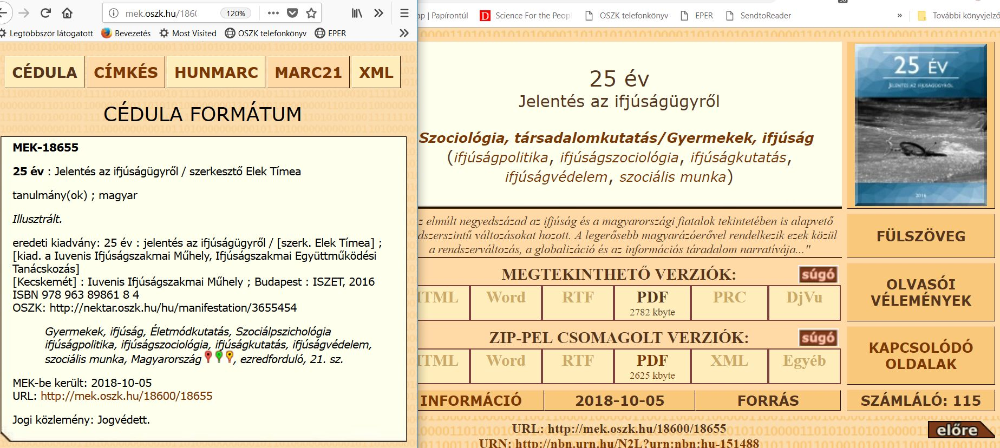 mek.oszk.hu/1860
120%
Legtöbbször látogatott
Bevezetés
Most Visited
OSZK telefonkönyv
EPER
CÉDULA
CÍMKÉS
HUNMARC
MARC21
XML
CÉDULA FORMÁTUM
MEK-18655
25 év : Jelentés az ifjúságügyről / szerkesztő Elek Tímea
tanulmány(ok) ; magyar
Illusztrált.
eredeti kiadvány: 25 év : jelentés az ifjúságügyről / [szerk. Elek Tímea] ;
[kiad. a Iuvenis Ifjúságszakmai Műhely, Ifjúságszakmai Együttműködési
Tanácskozás]
[Kecskemét] : Iuvenis Ifjúságszakmai Műhely ; Budapest : ISZET, 2016
ISBN 978 963 89861 8 4
OSZK: http://nektar.oszk.hu/hu/manifestation/3655454
Gyermekek, ifjúság, Életmódkutatás, Szociálpszichológia
ifjúságpolitika, ifjúságszociológia, ifjúságkutatás, ifjúságvédelem,
szociális munka, Magyarország, ezredforduló, 21. sz.
MEK-be került: 2018-10-05
URL: http://mek.oszk.hu/18600/18655
Jogi közlemény: Jogvédett.
ap | Papírontúl
Science For the Peop
OSZK telefonkönyv
EPER
SendtoReader
További könyvjelző
25 év
Jelentés az ifjúságügyről
Szociológia, társadalomkutatás/Gyermekek, ifjúság
(ifjúságpolitika, ifjúságszociológia, ifjúságkutatás,
ifjúságvédelem, szociális munka)
z elmúlt negyedszázad az ifjúság és a magyarországi fiatalok tekintetében is alapvető
dszerszintű változásokat hozott. A legerősebb magyarázóerővel rendelkezik ezek közül
a rendszerváltozás, a globalizáció és az információs táradalom narratívája..."
MEGTEKINTHETŐ VERZIÓK:
súgó
HTML
Word
RTF
PDF
2782 kbyte
PRC
DjVu
ZIP-PEL CSOMAGOLT VERZIÓK:
súgó
HTML
Word
RTF
PDF
2625 kbyte
XML
Egyéb
INFORMÁCIÓ
2018-10-05
FORRÁS
URL: http://mek.oszk.hu/18600/18655
URN: http://nbn.urn.hu/N2L?urn:nbn:hu-151488
25 ÉV
JELENTÉS AZ IFJÚSÁGÜGYRŐL
2016
FÜLSZÖVEG
OLVASÓI
VÉLEMÉNYEK
KAPCSOLÓDÓ
OLDALAK
SZÁMLÁLÓ: 115
előre